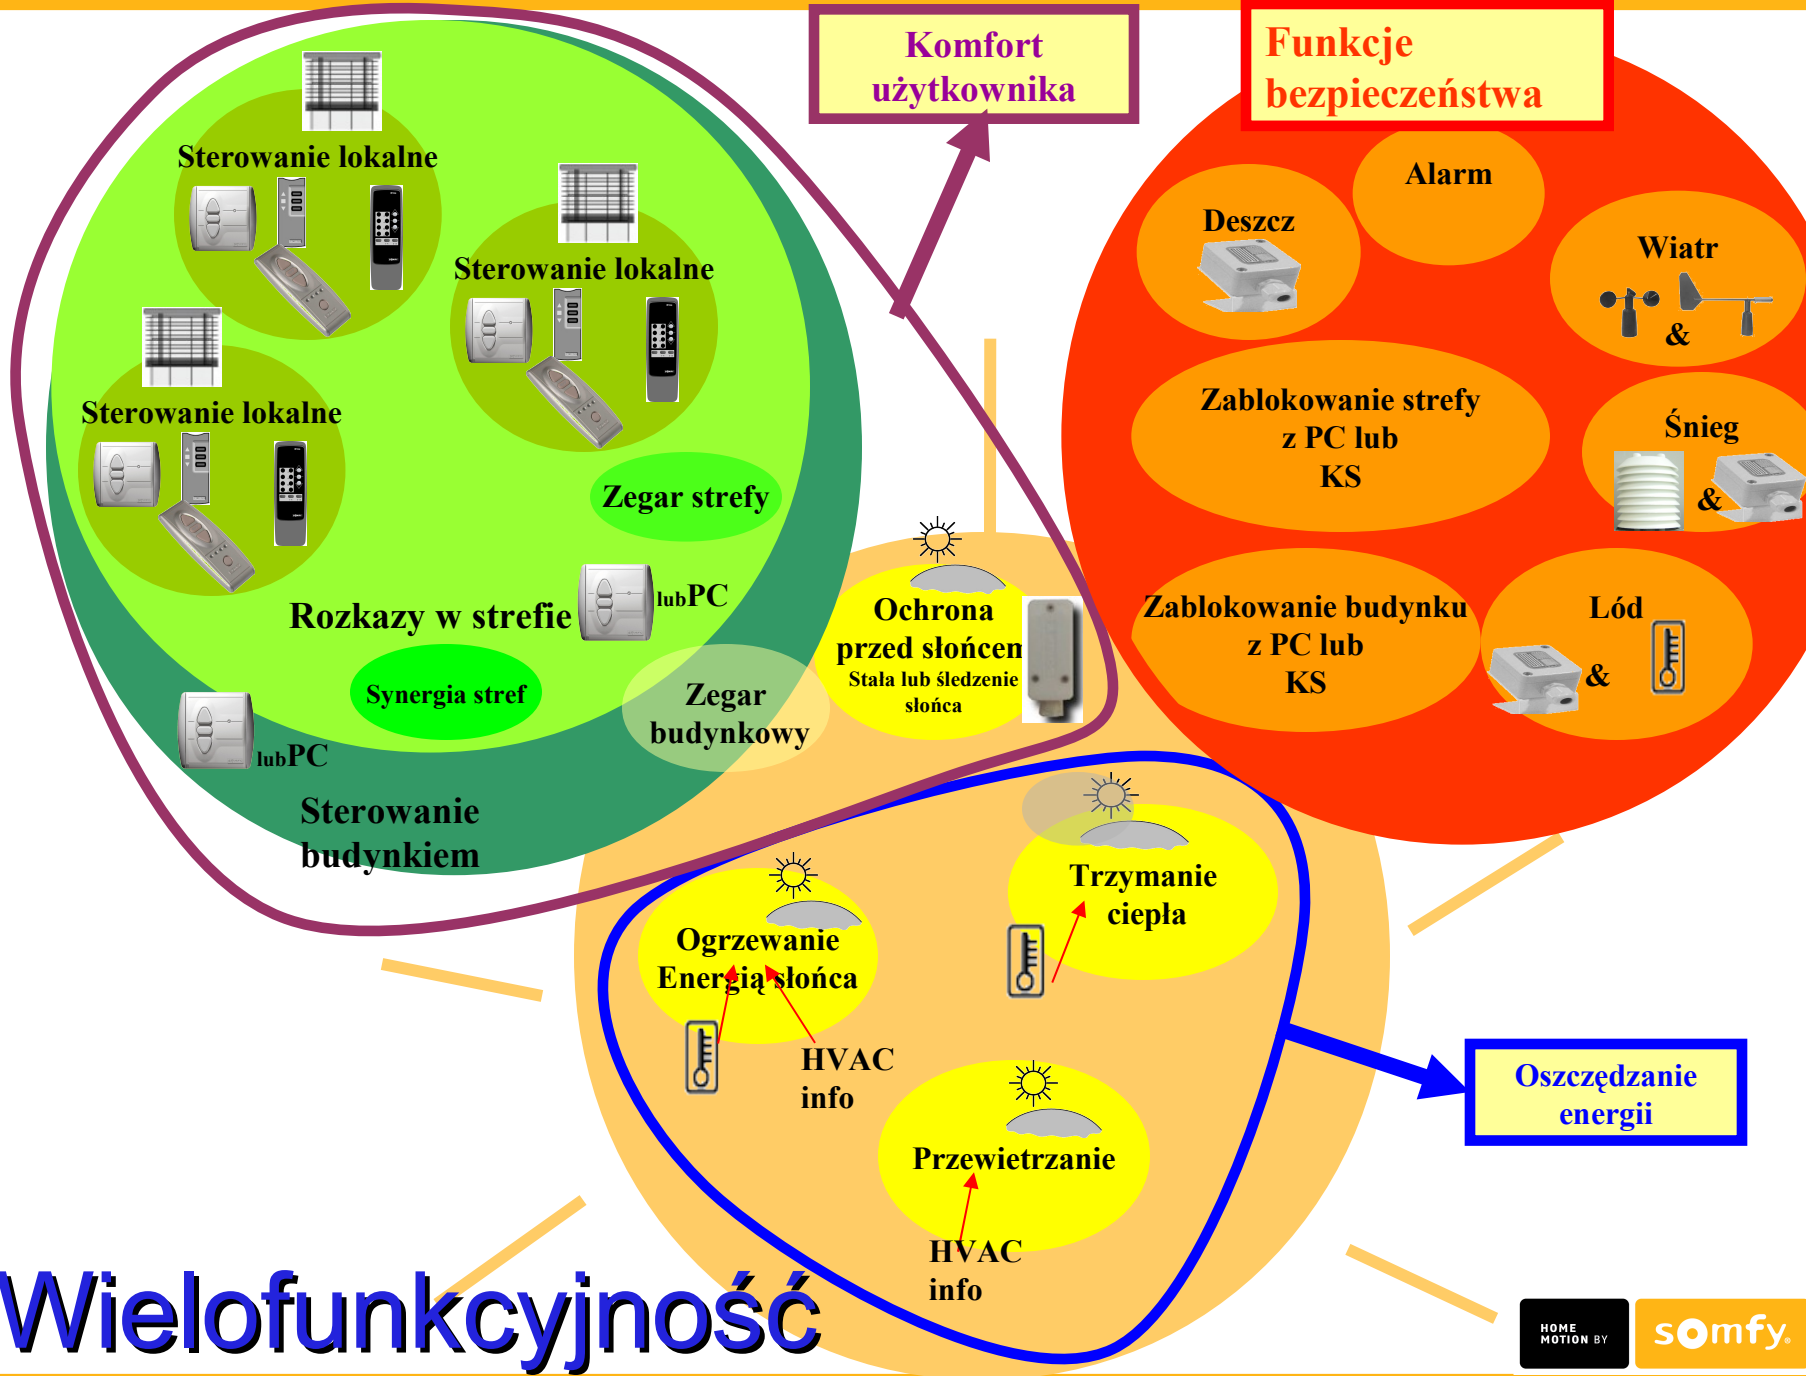 Komfort
użytkownika
Funkcje
bezpieczeństwa
Sterowanie lokalne
Sterowanie lokalne
Sterowanie lokalne
Zegar strefy
Rozkazy w strefie
lubPC
Synergia stref
lubPC
Sterowanie
budynkiem
Zegar
budynkowy
Ochrona
przed słońcem
Stała lub śledzenie
słońca
Alarm
Deszcz
Wiatr
&
Zablokowanie strefy
z PC lub
KS
Śnieg
&
Zablokowanie budynku
z PC lub
KS
Lód
&
Trzymanie
ciepła
Ogrzewanie
Energią słońca
HVAC
info
Przewietrzanie
HVAC
info
Oszczędzanie
energii
Wielofunkcyjność
HOME
MOTION BY
somfy.